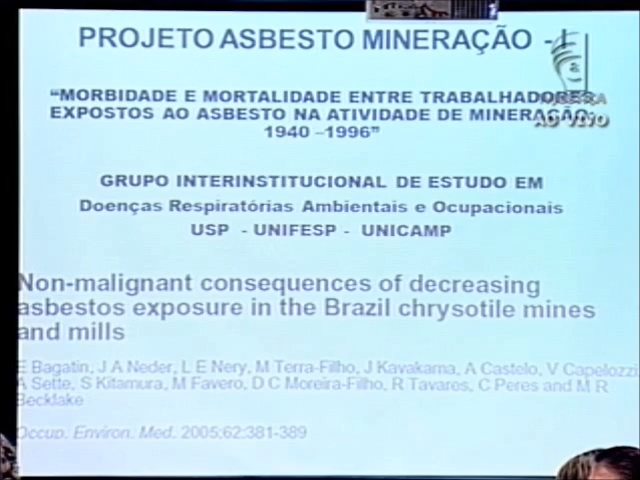 PROJETO ASBESTO MINERAÇÃO - I
"MORBIDADE E MORTALIDADE ENTRE TRABALHADORES
EXPOSTOS AO ASBESTO NA ATIVIDADE DE MINERAÇÃO:
1940 –1996"
GRUPO INTERINSTITUCIONAL DE ESTUDO EM
Doenças Respiratórias Ambientais e Ocupacionais
USP - UNIFESP - UNICAMP
Non-malignant consequences of decreasing
asbestos exposure in the Brazil chrysotile mines
and mills
E Bagatin, J A Neder, L E Nery, M Terra-Filho, J Kavakama, A Castelo, V Capelozzi,
A Sette, S Kitamura, M Favero, D C Moreira-Filho, R Tavares, C Peres and M R
Becklake
Occup. Environ. Med. 2005;62;381-389
AO VIVO